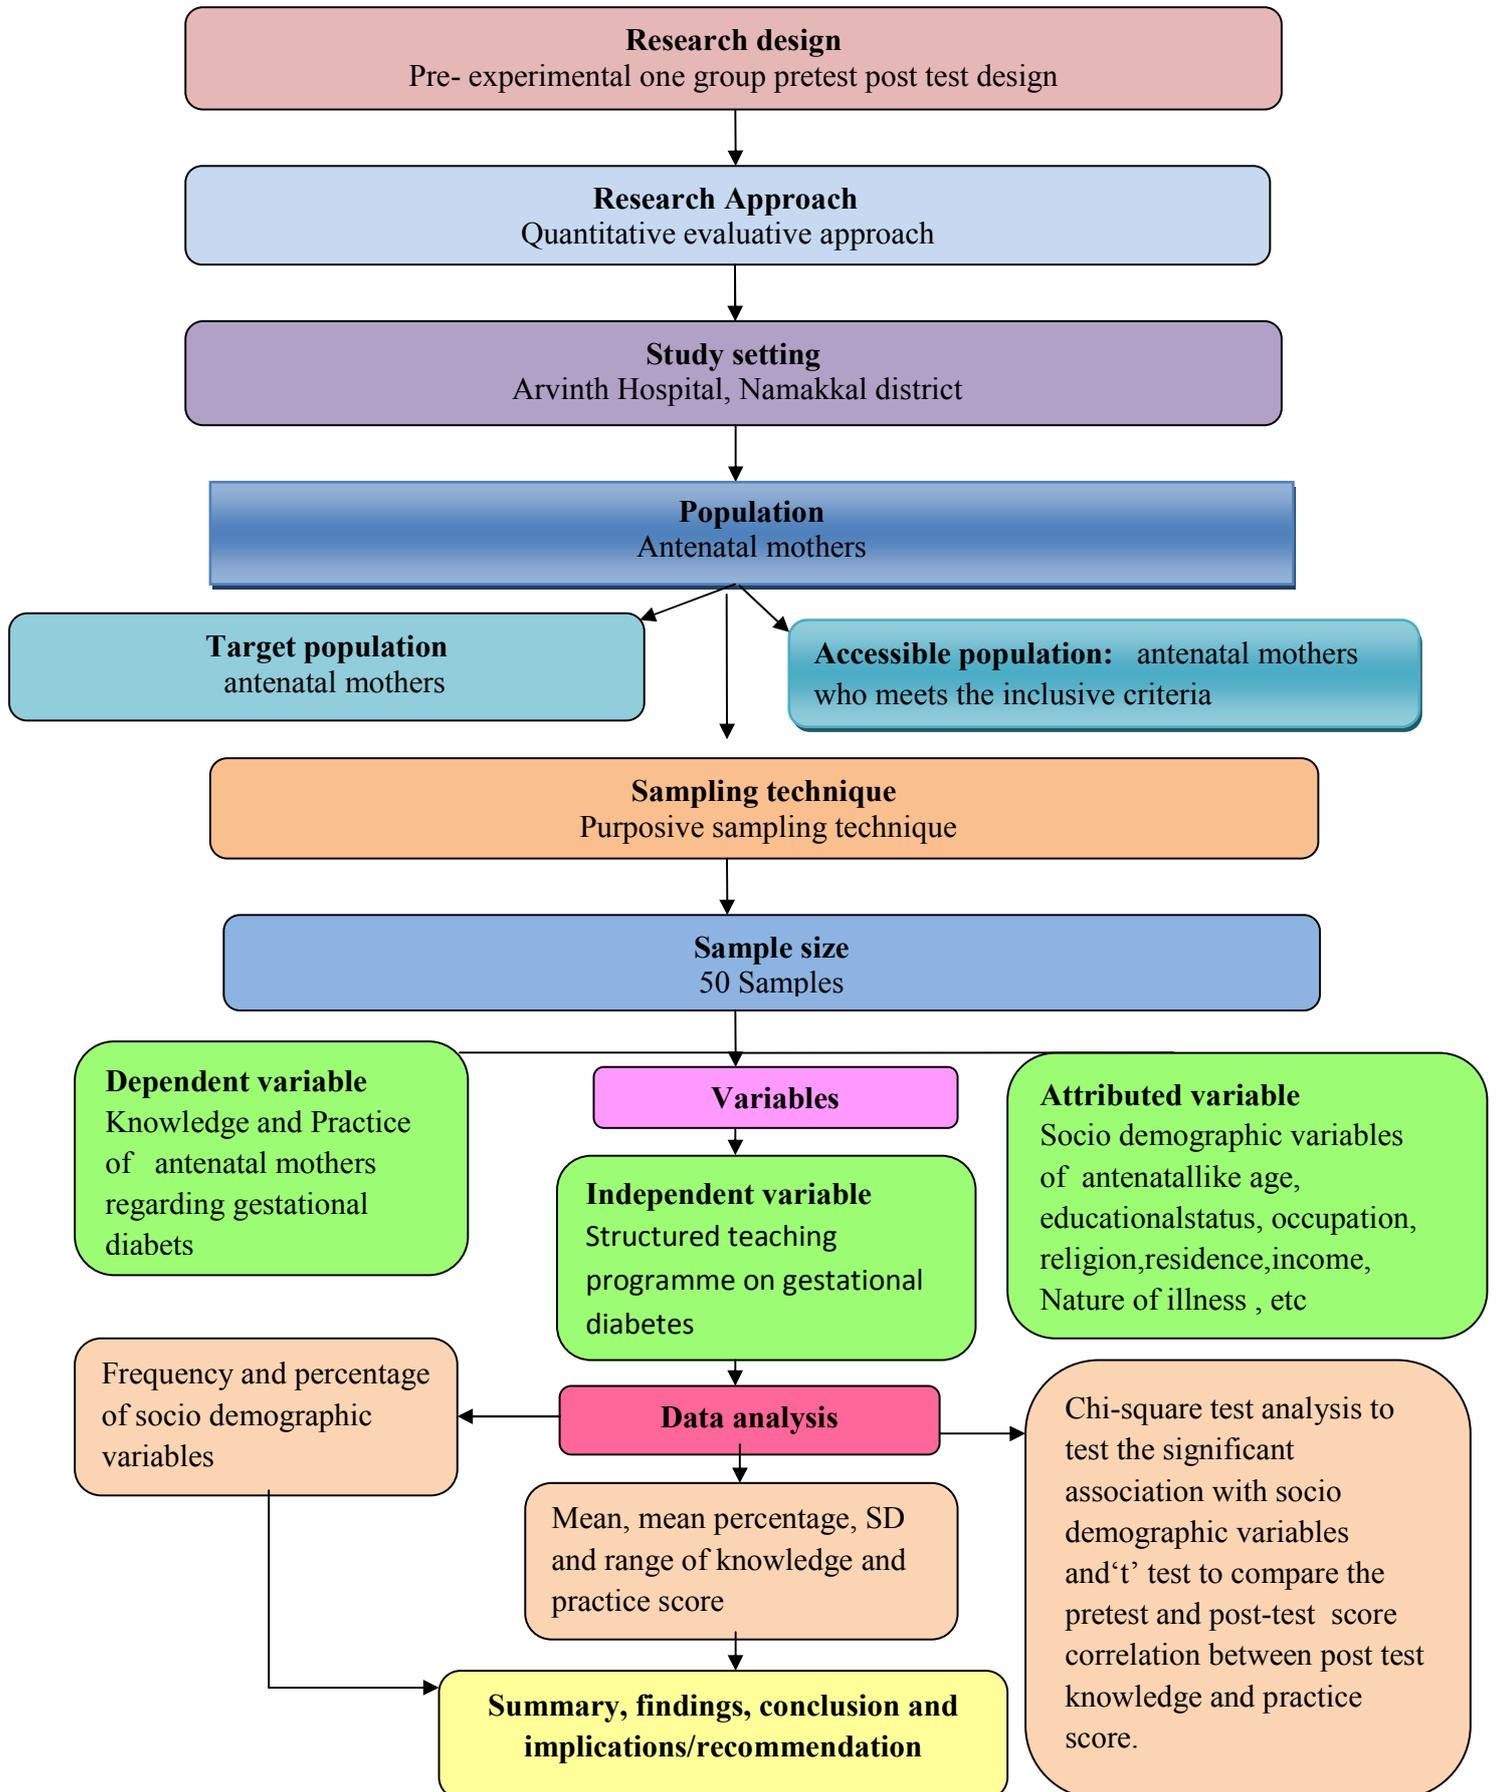 Research design
Pre- experimental one group pretest post test design
Research Approach
Quantitative evaluative approach
Study setting
Arvinth Hospital, Namakkal district
Population
Antenatal mothers
Target population
antenatal mothers
Accessible population: antenatal mothers
who meets the inclusive criteria
Sampling technique
Purposive sampling technique
Sample size
50 Samples
Dependent variable
Knowledge and Practice
of antenatal mothers
regarding gestational
diabets
Variables
Independent variable
Structured teaching
programme on gestational
diabetes
Attributed variable
Socio demographic variables
of antenatallike age,
educationalstatus, occupation,
religion,residence,income,
Nature of illness , etc
Frequency and percentage
of socio demographic
variables
Data analysis
Mean, mean percentage, SD
and range of knowledge and
practice score
Chi-square test analysis to
test the significant
association with socio
demographic variables
and‘t’ test to compare the
pretest and post-test score
correlation between post test
knowledge and practice
score.
Summary, findings, conclusion and
implications/recommendation